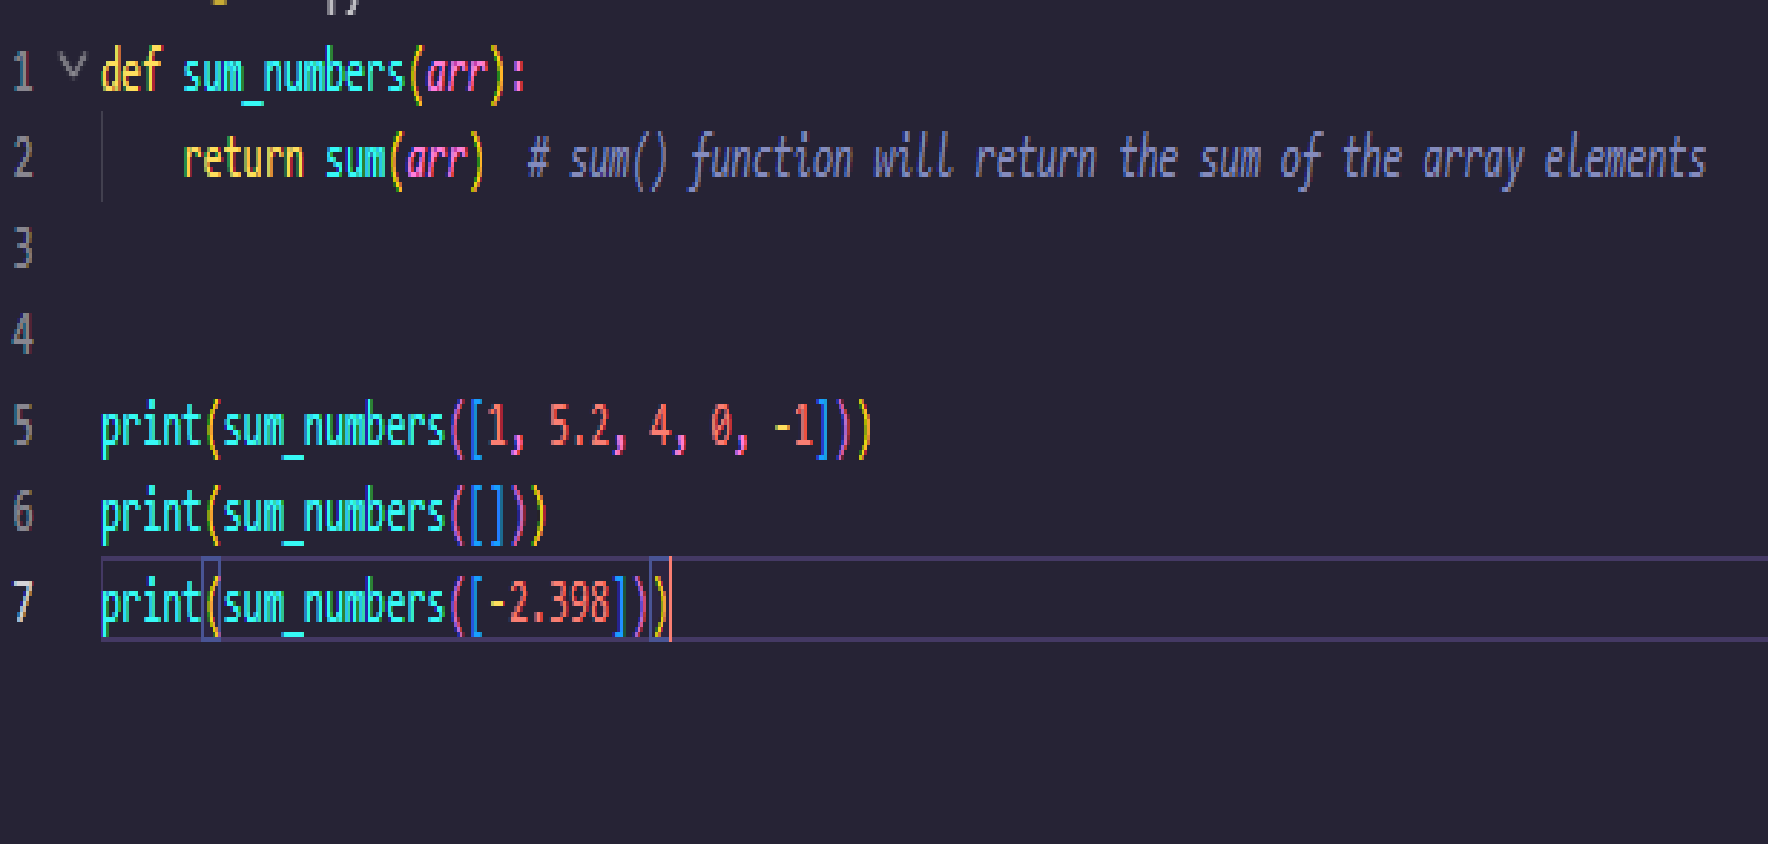 1 def sum_numbers(arr):
2 return sum(arr) # sum() function will return the sum of the array elements
3
4
5 print(sum_numbers([1, 5.2, 4, 0, -1]))
6 print(sum_numbers([]))
7 print(sum_numbers([-2.398]))